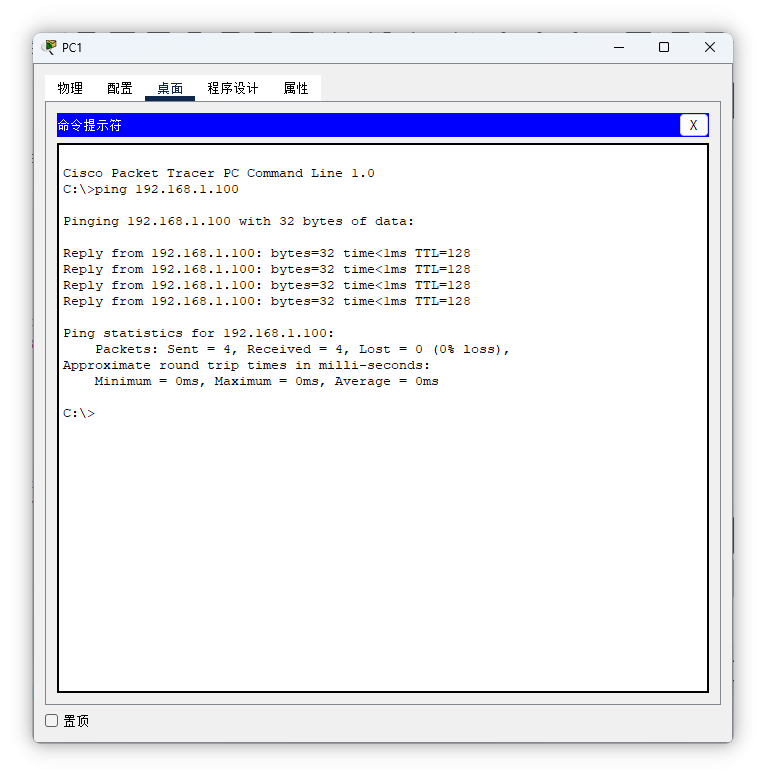 PC1
物理 配置 桌面 程序设计 属性
命令提示符 X
Cisco Packet Tracer PC Command Line 1.0
C:\>ping 192.168.1.100
Pinging 192.168.1.100 with 32 bytes of data:
Reply from 192.168.1.100: bytes=32 time<1ms TTL=128
Reply from 192.168.1.100: bytes=32 time<1ms TTL=128
Reply from 192.168.1.100: bytes=32 time<1ms TTL=128
Reply from 192.168.1.100: bytes=32 time<1ms TTL=128
Ping statistics for 192.168.1.100:
Packets: Sent = 4, Received = 4, Lost = 0 (0% loss),
Approximate round trip times in milli-seconds:
Minimum = 0ms, Maximum = 0ms, Average = 0ms
C:\>
置顶